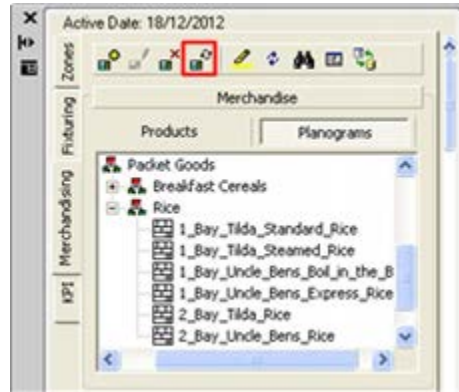 Active Date: 18/12/2012
Zones
Fixturing
Merchandising
KPI
Merchandise
Products
Planograms
Packet Goods
Breakfast Cereals
Rice
1_Bay_Tilda_Standard_Rice
1_Bay_Tilda_Steamed_Rice
1_Bay_Uncle_Bens_Boil_in_the_B
1_Bay_Uncle_Bens_Express_Rice
2_Bay_Tilda_Rice
2_Bay_Uncle_Bens_Rice